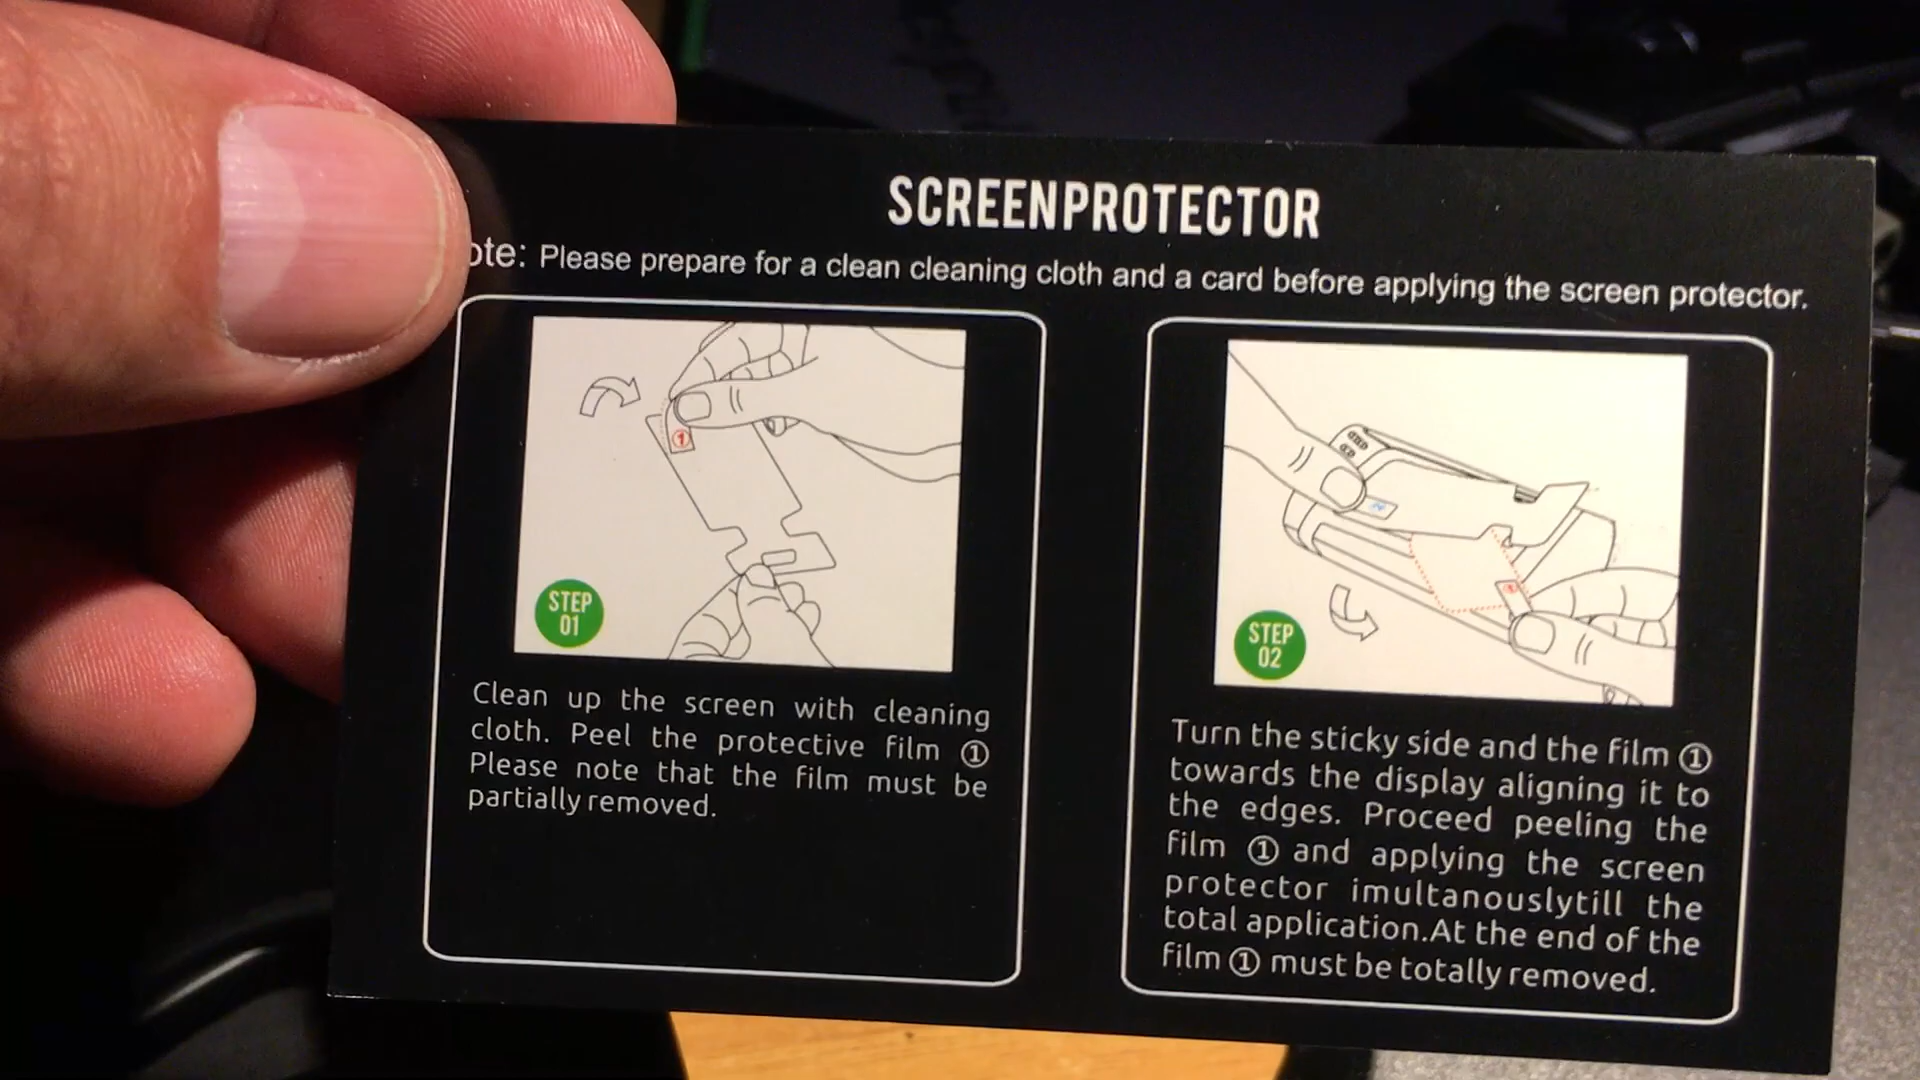 SCREENPROTECTOR
ote: Please prepare for a clean cleaning cloth and a card before applying the screen protector.
1
STEP
01
Clean up the screen with cleaning
cloth. Peel the protective film ①
Please note that the film must be
partially removed.
STEP
02
Turn the sticky side and the film ①
towards the display aligning it to
the edges. Proceed peeling the
film ① and applying the screen
protector imultanouslytill the
total application.At the end of the
film ① must be totally removed.